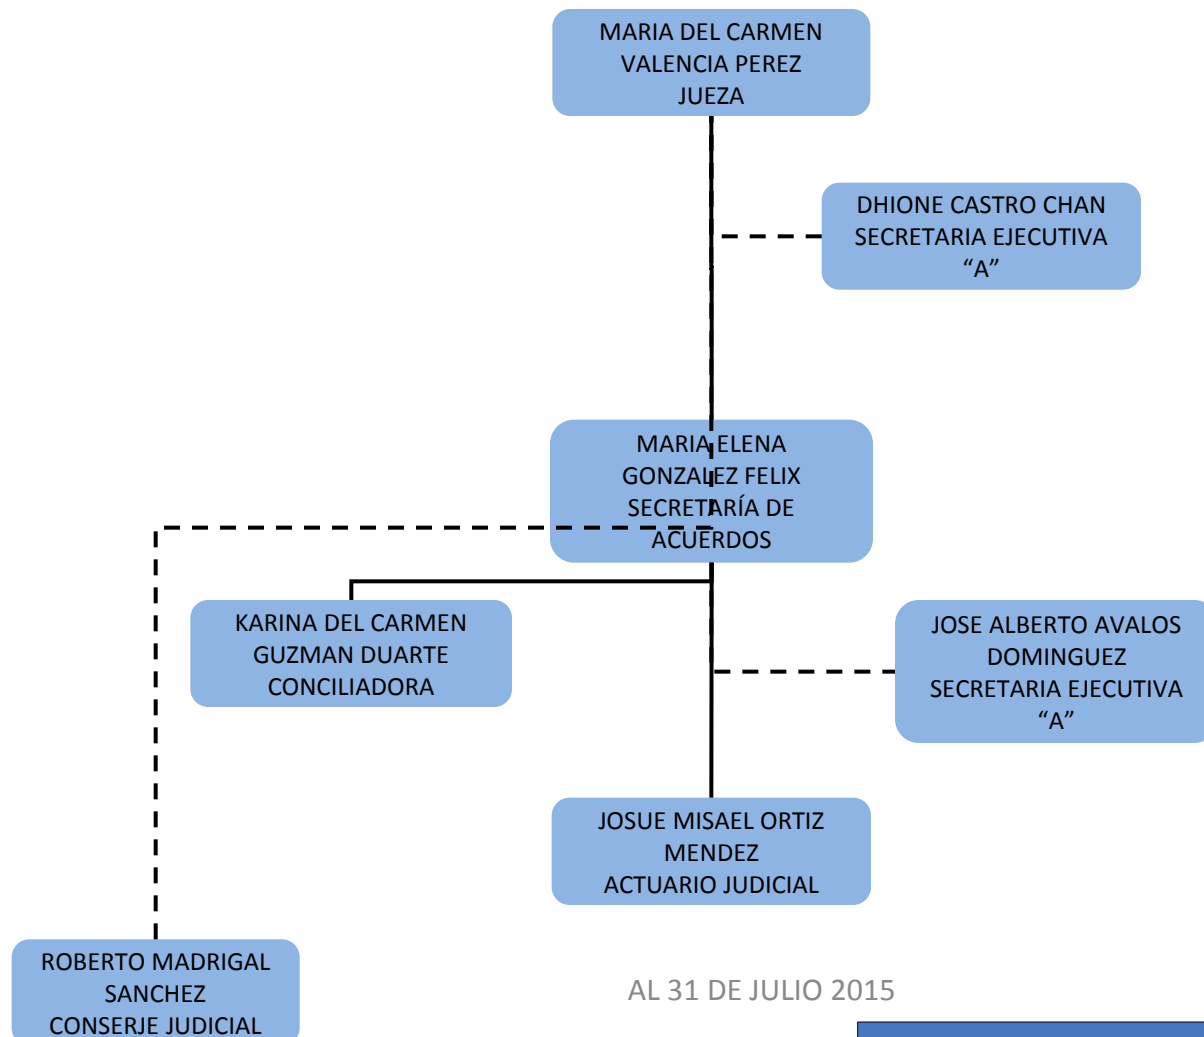 MARIA DEL CARMEN
VALENCIA PEREZ
JUEZA
DHIONE CASTRO CHAN
SECRETARIA EJECUTIVA
“A”
MARIA ELENA
GONZALEZ FELIX
SECRETARÍA DE
ACUERDOS
KARINA DEL CARMEN
GUZMAN DUARTE
CONCILIADORA
JOSE ALBERTO AVALOS
DOMINGUEZ
SECRETARIA EJECUTIVA
“A”
JOSUE MISAEL ORTIZ
MENDEZ
ACTUARIO JUDICIAL
ROBERTO MADRIGAL
SANCHEZ
CONSERJE JUDICIAL
AL 31 DE JULIO 2015